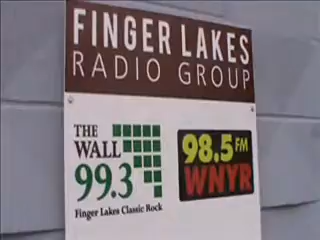 FINGER LAKES
RADIO GROUP
THE
WALL
99.3
Finger Lakes Classic Rock
98.5 FM
WNYR